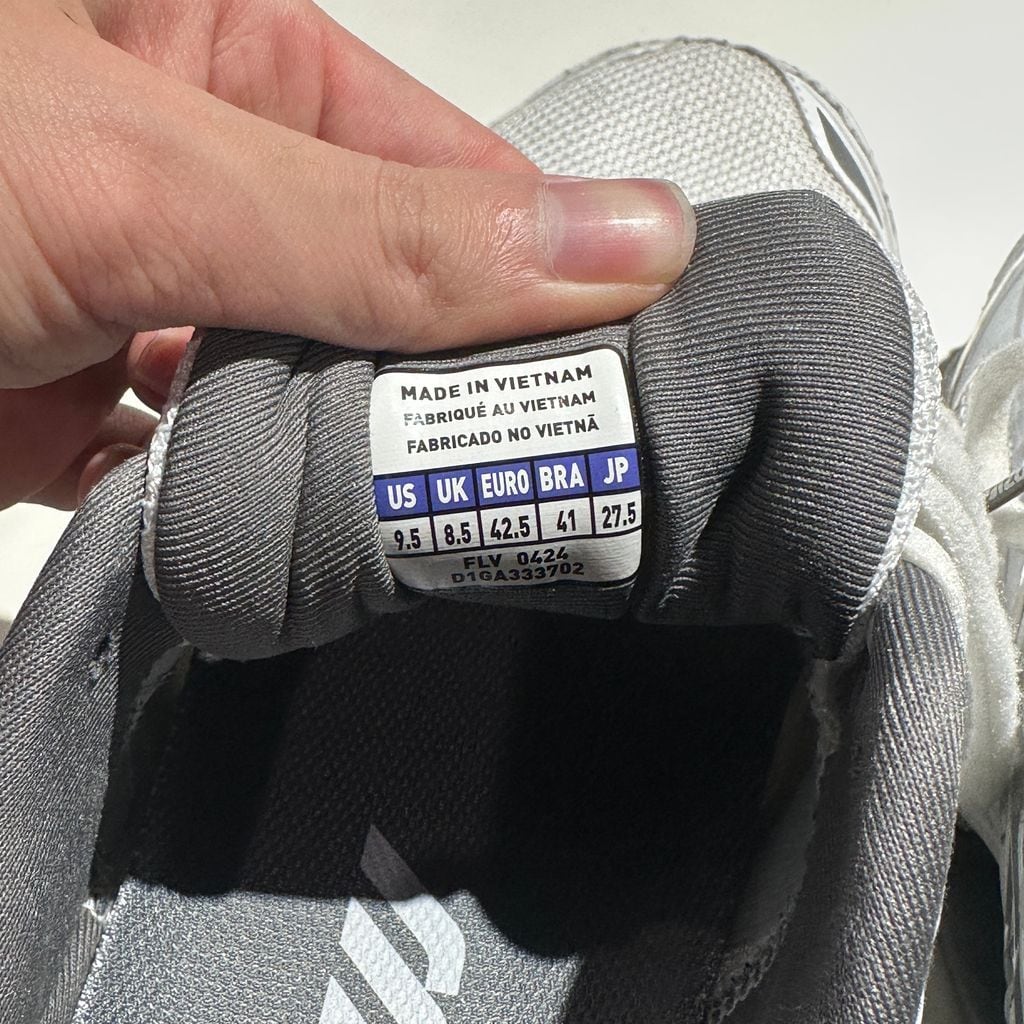 MADE IN VIETNAM
FABRIQUÉ AU VIETNAM
FABRICADO NO VIETNÃ
US UK EURO BRA JP
9.5 8.5 42.5 41 27.5
FLV 0424
D1GA333702